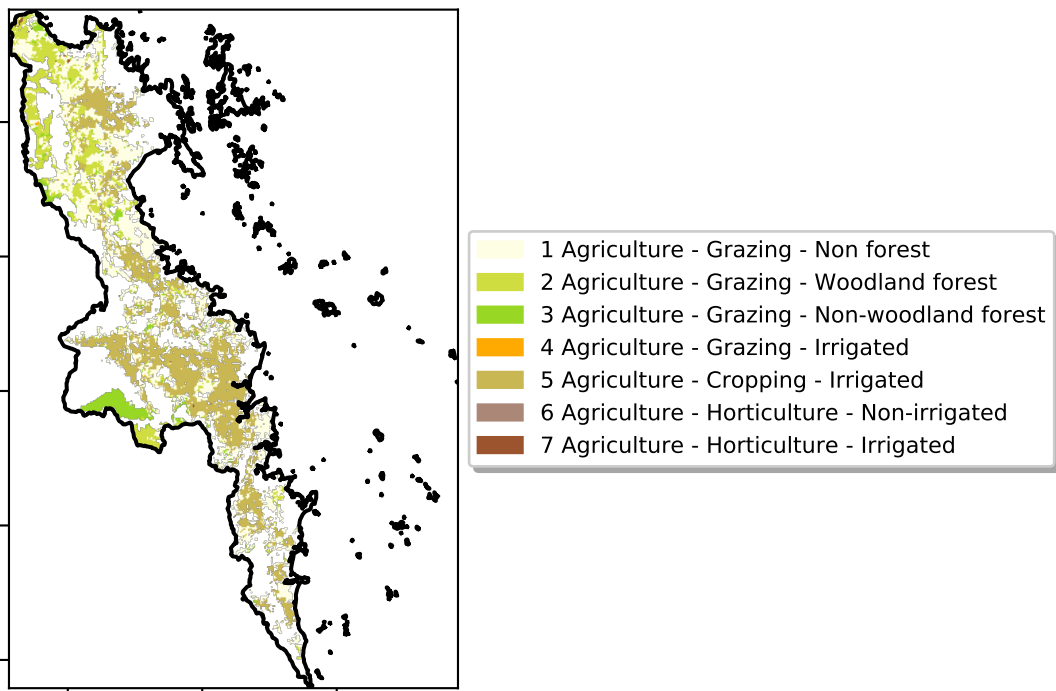 1 Agriculture - Grazing - Non forest
2 Agriculture - Grazing - Woodland forest
3 Agriculture - Grazing - Non-woodland forest
4 Agriculture - Grazing - Irrigated
5 Agriculture - Cropping - Irrigated
6 Agriculture - Horticulture - Non-irrigated
7 Agriculture - Horticulture - Irrigated